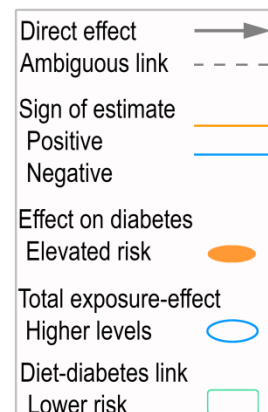 Direct effect
Ambiguous link
Sign of estimate
Positive
Negative
Effect on diabetes
Elevated risk
Total exposure-effect
Higher levels
Diet-diabetes link
Lower risk